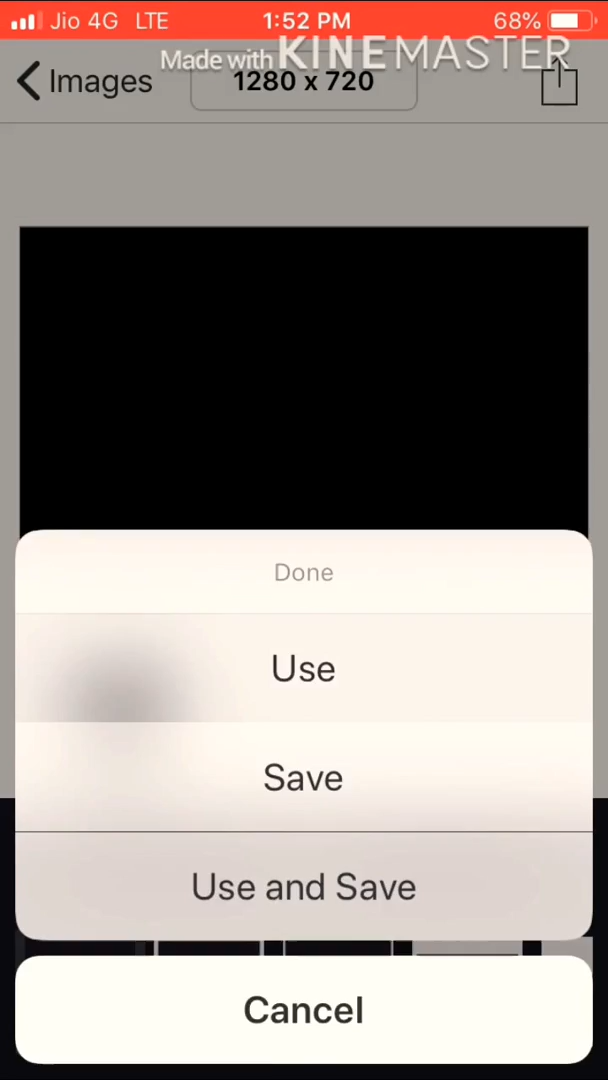 Jio 4G LTE 1:52 PM 68%
Made with KINEMASTER
Images 1280 x 720
Done
Use
Save
Use and Save
Cancel